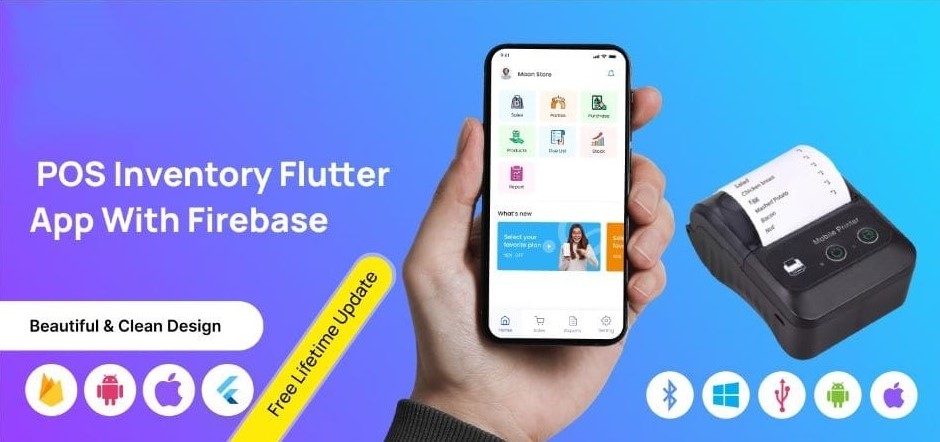 POS Inventory Flutter
App With Firebase
Beautiful & Clean Design
Free Lifetime Update
9:41
Maan Store
Sales
Parties
Purchase
Products
Due List
Stock
Report
What's new
Select your
favorite plan
Home
Sales
Reports
Setting
Salad
Chicken breast
Egg
Mashed Potato
Bacon
Mobile Printer